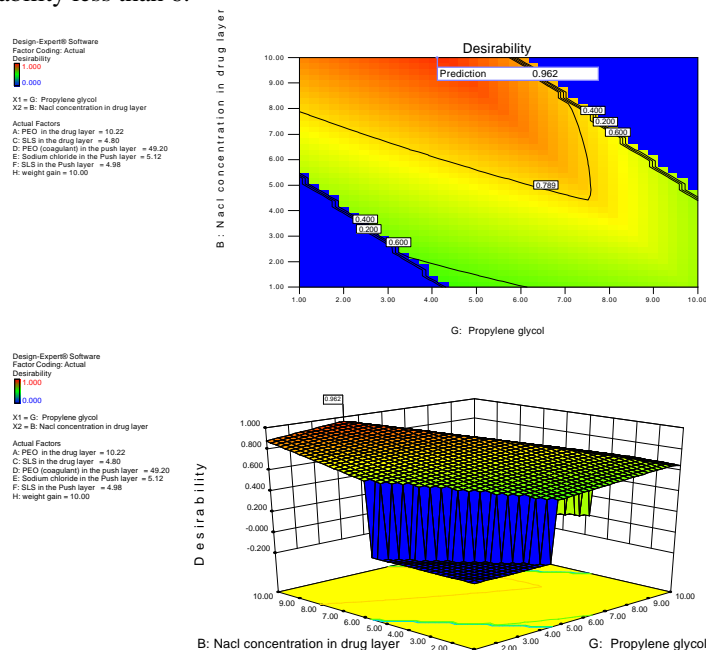 ability less than 6.
Design-Expert® Software
Factor Coding: Actual
Desirability
1.000
0.000
X1 = G: Propylene glycol
X2 = B: Nacl concentration in drug layer
Actual Factors
A: PEO in the drug layer = 10.22
C: SLS in the drug layer = 4.80
D: PEO (coagulant) in the push layer = 49.20
E: Sodium chloride in the Push layer = 5.12
F: SLS in the Push layer = 4.98
H: weight gain = 10.00
Desirability
B: Nacl concentration in drug layer
10.00
9.00
8.00
7.00
6.00
5.00
4.00
3.00
2.00
1.00
1.00 2.00 3.00 4.00 5.00 6.00 7.00 8.00 9.00 10.00
G: Propylene glycol
Prediction 0.962
0.400
0.200
0.600
0.789
0.400
0.200
0.600
Design-Expert® Software
Factor Coding: Actual
Desirability
1.000
0.000
X1 = G: Propylene glycol
X2 = B: Nacl concentration in drug layer
Actual Factors
A: PEO in the drug layer = 10.22
C: SLS in the drug layer = 4.80
D: PEO (coagulant) in the push layer = 49.20
E: Sodium chloride in the Push layer = 5.12
F: SLS in the Push layer = 4.98
H: weight gain = 10.00
0.962
Desirability
1.000
0.800
0.600
0.400
0.200
-0.000
-0.200
10.00
9.00
8.00
7.00
6.00
5.00
4.00
3.00
2.00
2.00
3.00
4.00
5.00
6.00
7.00
8.00
9.00
10.00
B: Nacl concentration in drug layer
G: Propylene glycol